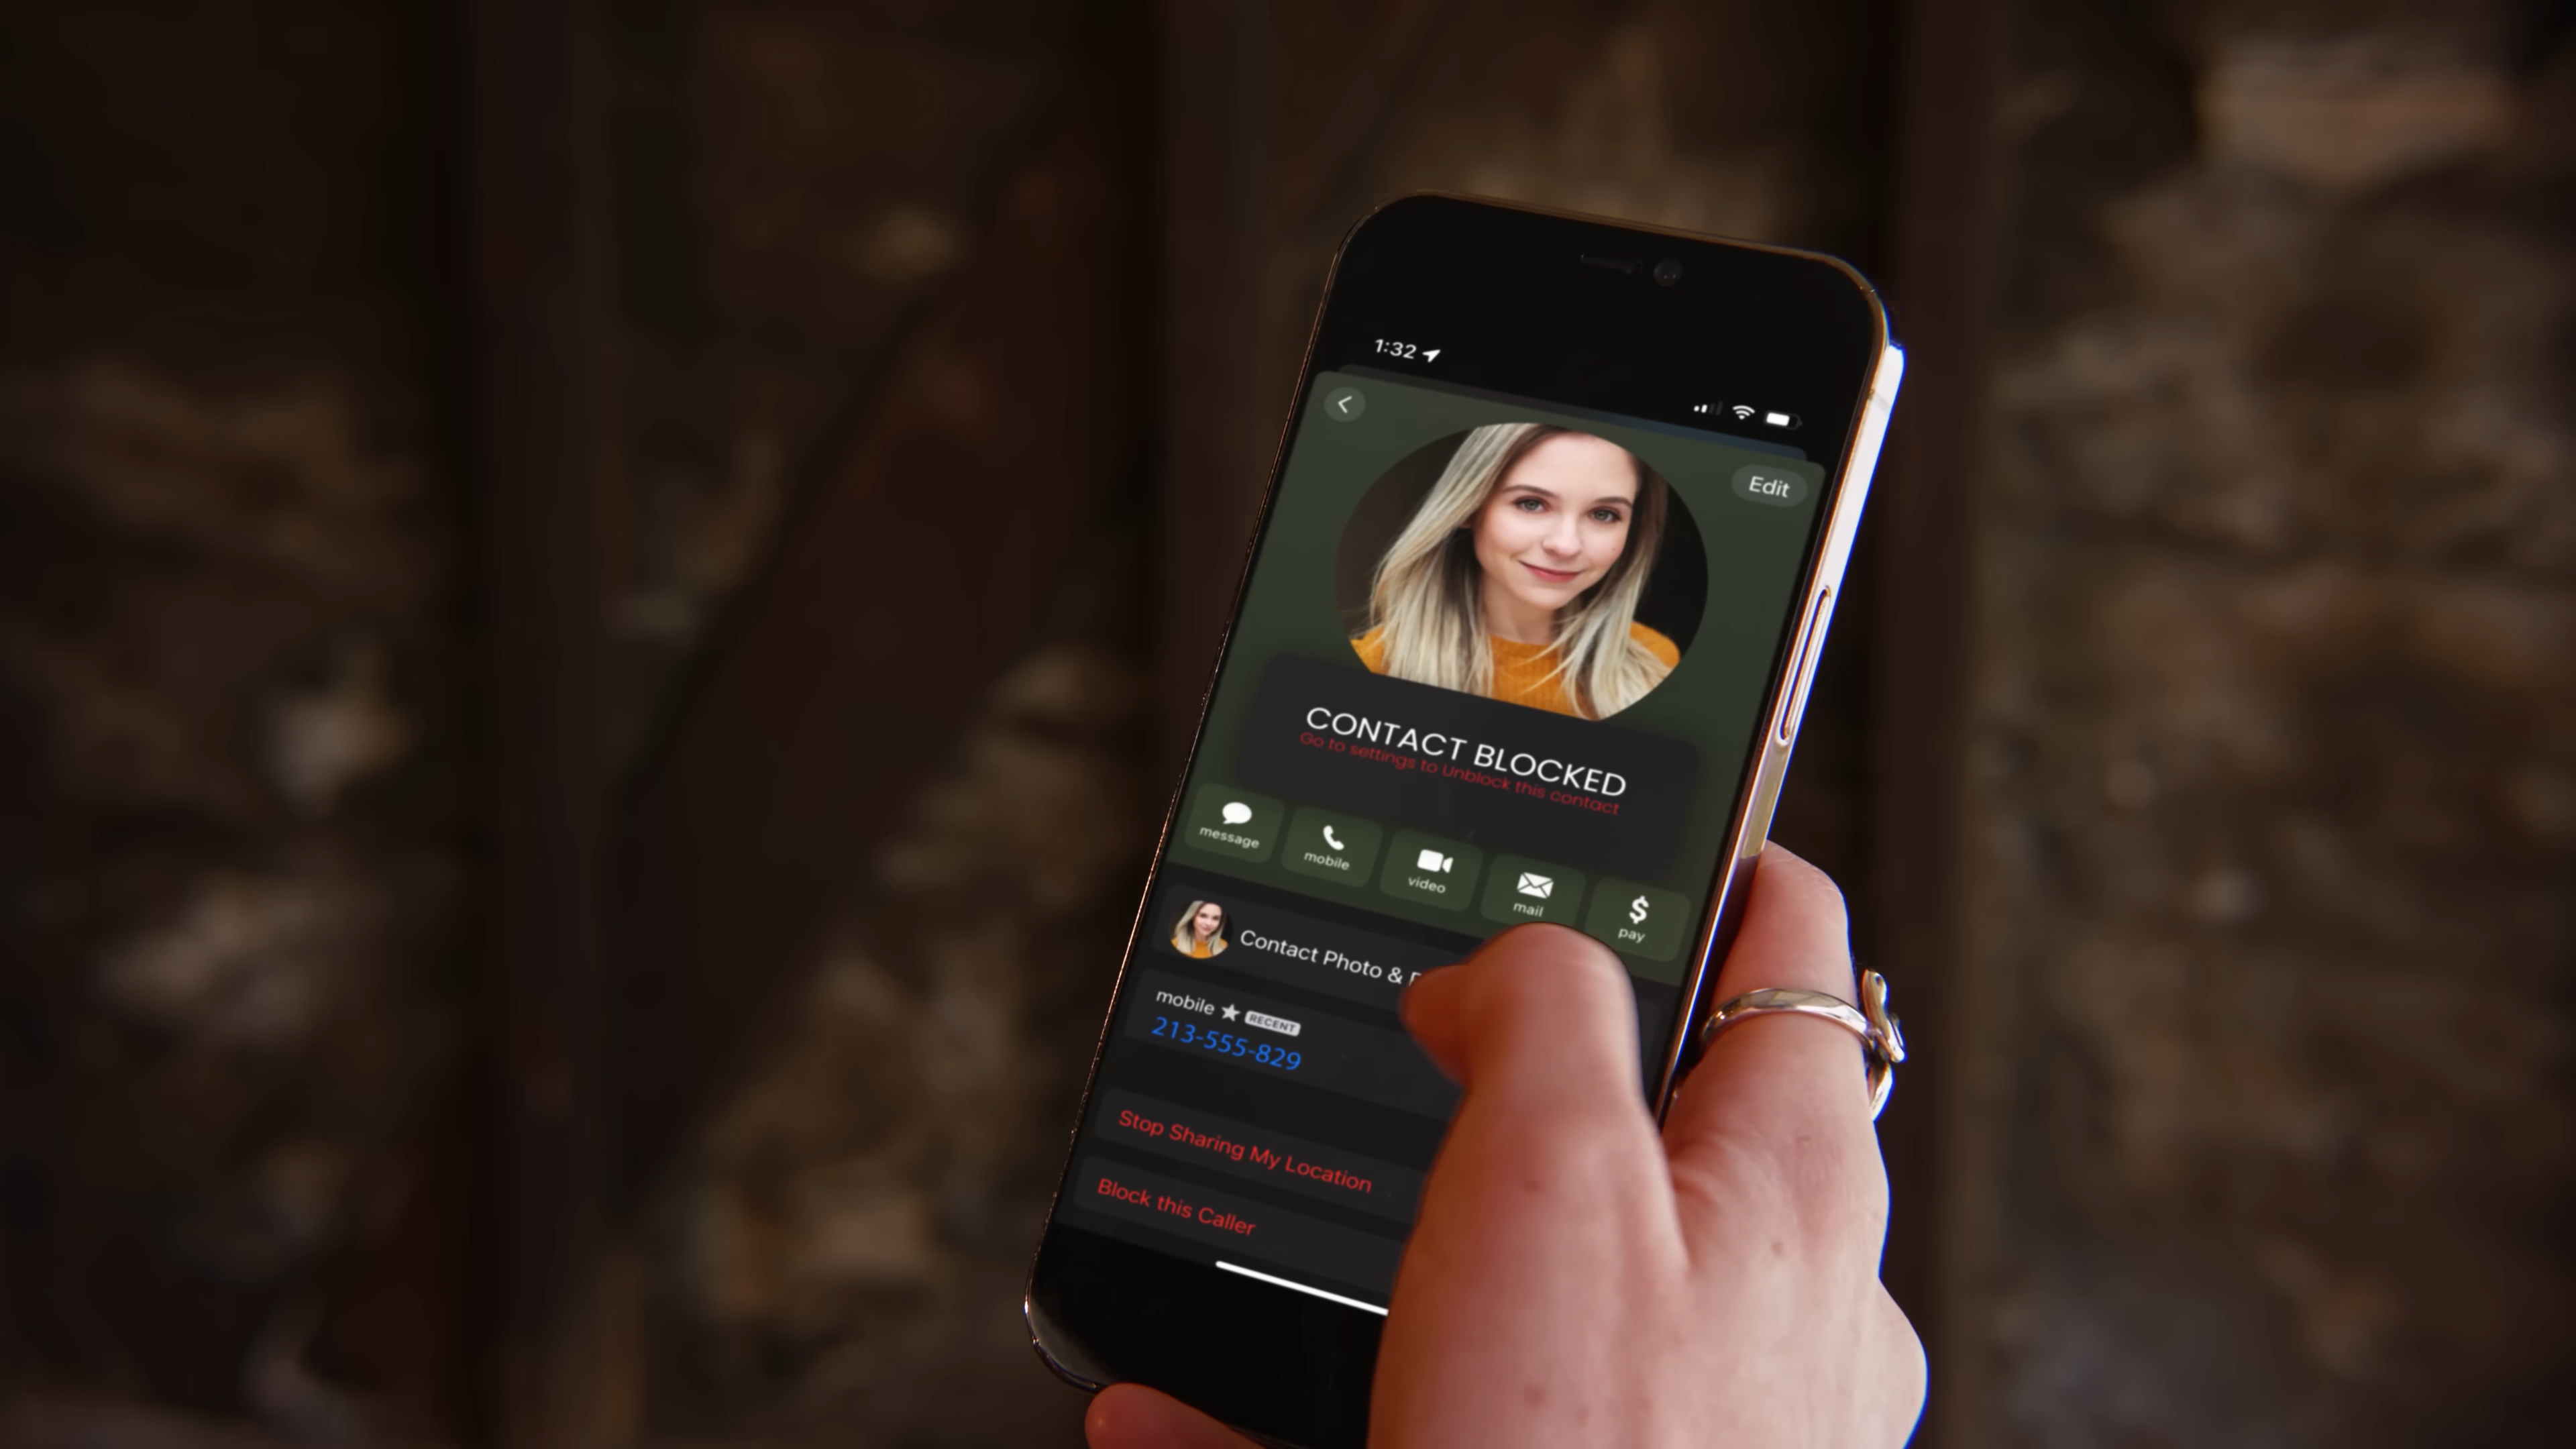 1:32
Edit
CONTACT BLOCKED
Go to settings to Unblock this contact
message
mobile
video
mail
$
pay
Contact Photo &
mobile ★ RECENT
213-555-829
Stop Sharing My Location
Block this Caller